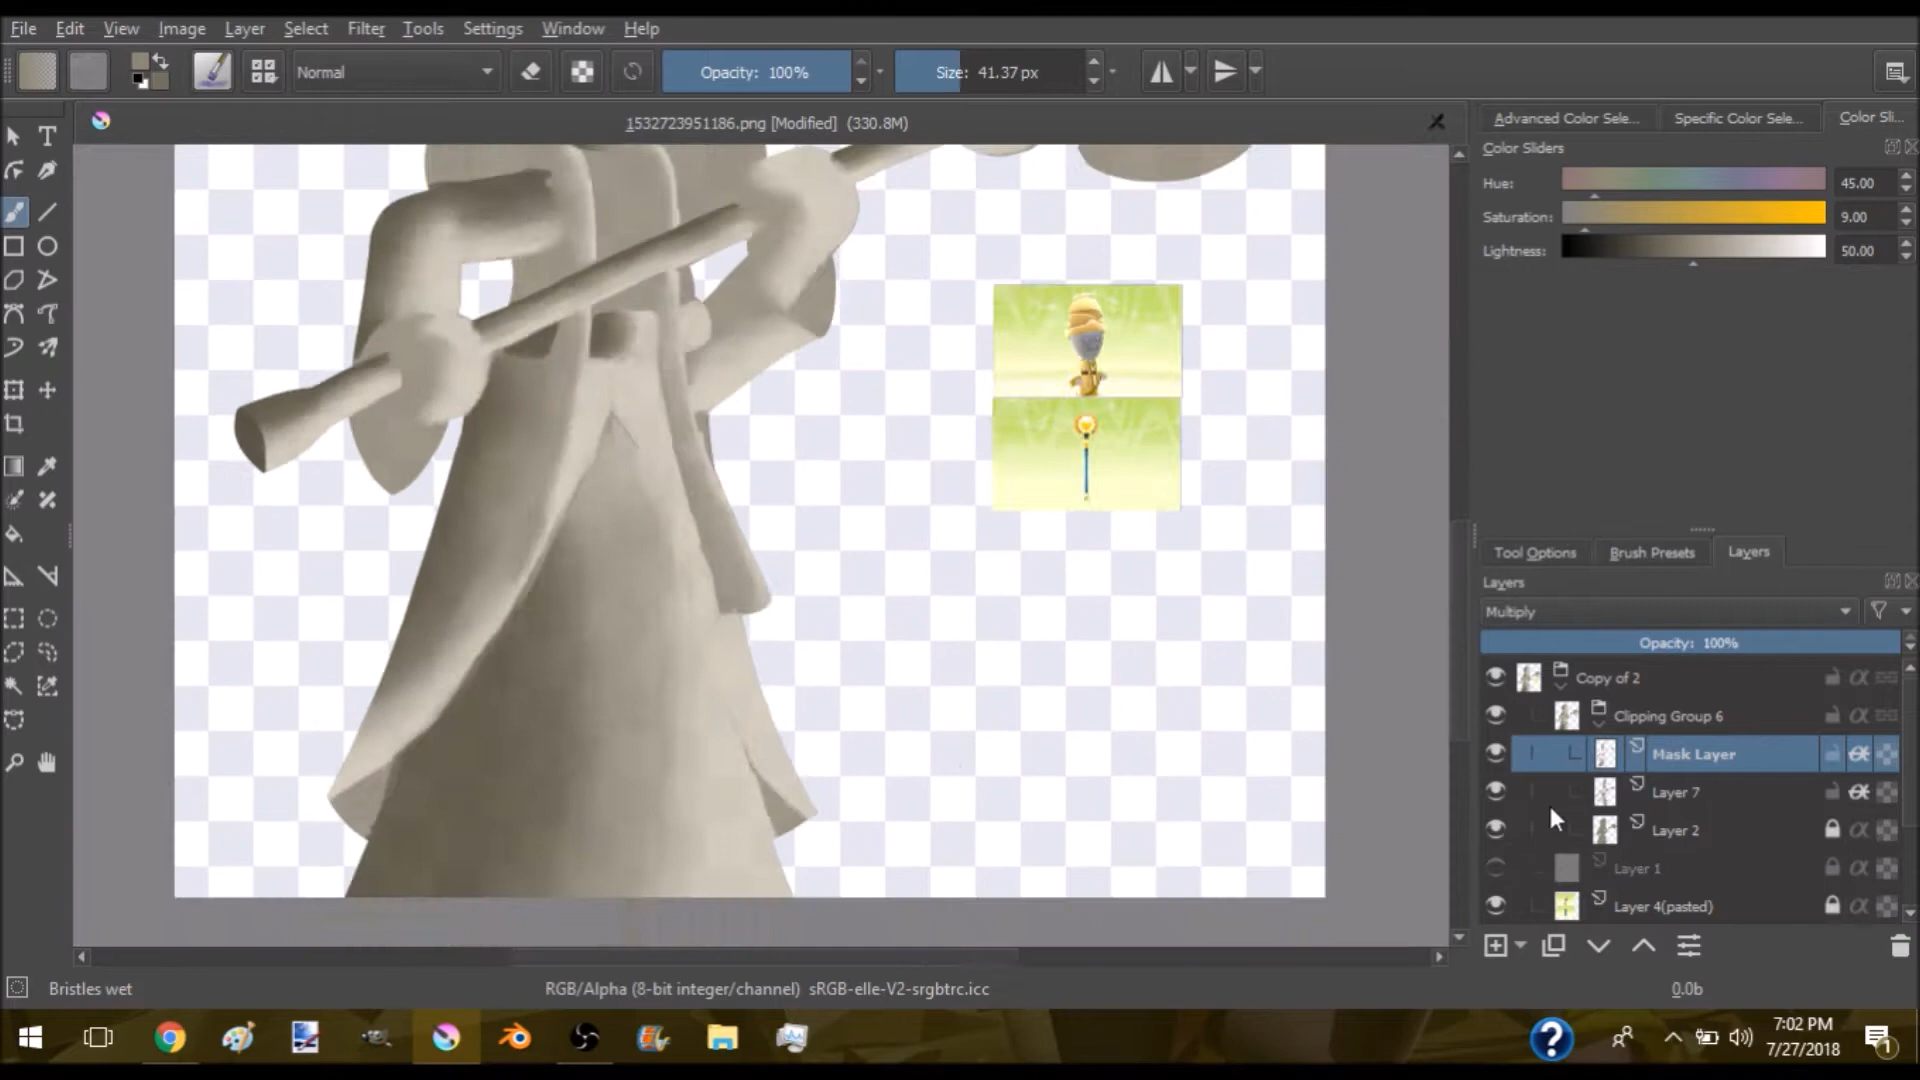 File Edit View Image Layer Select Filter Tools Settings Window Help
Normal Opacity: 100% Size: 41.37 px
1532723951186.png [Modified] (330.8M)
Advanced Color Sele... Specific Color Sele... Color Sli...
Color Sliders
Hue: 45.00
Saturation: 9.00
Lightness: 50.00
Tool Options Brush Presets Layers
Layers
Multiply
Opacity: 100%
Copy of 2
Clipping Group 6
Mask Layer
Layer 7
Layer 2
Layer 1
Layer 4(pasted)
Bristles wet RGB/Alpha (8-bit integer/channel) sRGB-elle-V2-srgbtrc.icc 0.0b
7:02 PM
7/27/2018
1